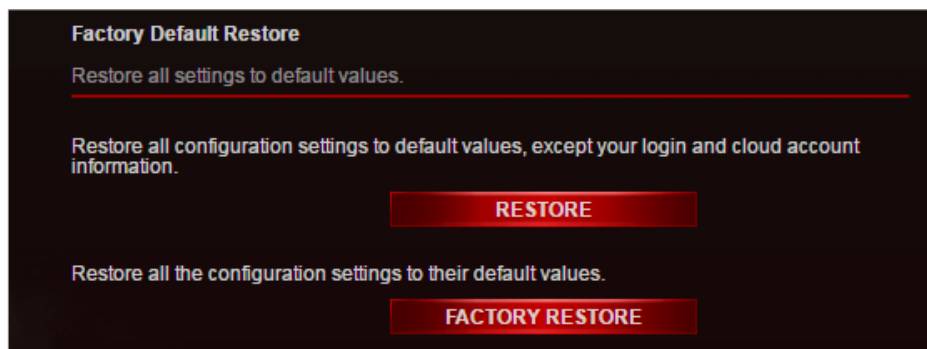 Factory Default Restore
Restore all settings to default values.
Restore all configuration settings to default values, except your login and cloud account
information.
RESTORE
Restore all the configuration settings to their default values.
FACTORY RESTORE